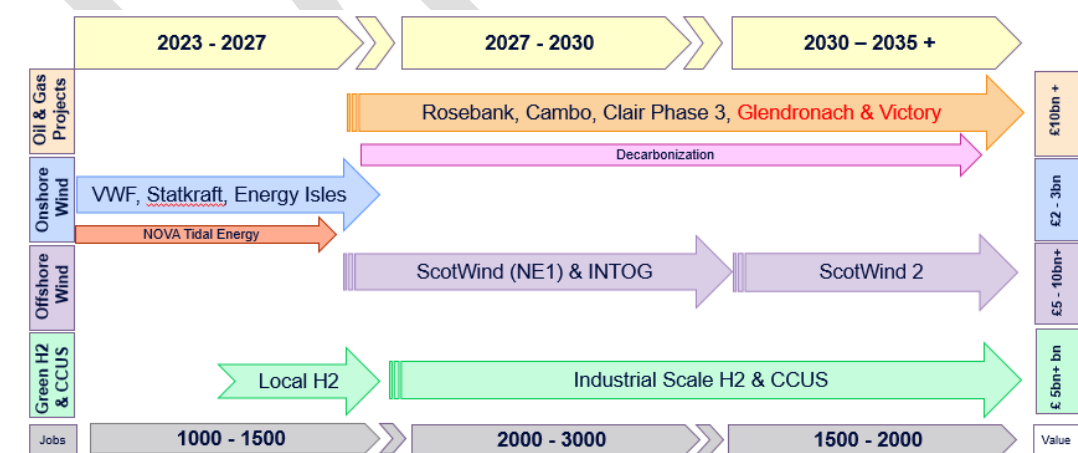 2023 - 2027
2027 - 2030
2030 – 2035 +
Oil & Gas
Projects
Rosebank, Cambo, Clair Phase 3, Glendronach & Victory
£10bn +
Decarbonization
Onshore
Wind
VWF, Statkraft, Energy Isles
£2 - 3bn
NOVA Tidal Energy
Offshore
Wind
ScotWind (NE1) & INTOG
ScotWind 2
£5 - 10bn+
Green H2
& CCUS
Local H2
Industrial Scale H2 & CCUS
£ 5bn+ bn
Jobs
1000 - 1500
2000 - 3000
1500 - 2000
Value